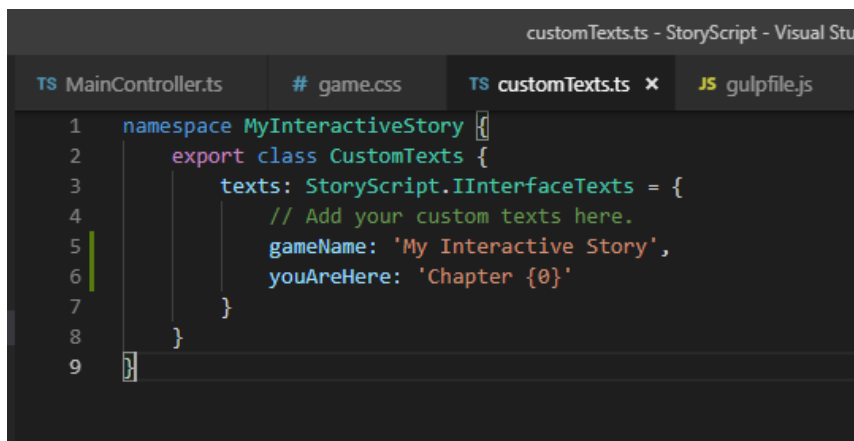 customTexts.ts - StoryScript - Visual Stu
TS MainController.ts # game.css TS customTexts.ts × JS gulpfile.js
1 namespace MyInteractiveStory {
2 export class CustomTexts {
3 texts: StoryScript.IInterfaceTexts = {
4 // Add your custom texts here.
5 gameName: 'My Interactive Story',
6 youAreHere: 'Chapter {0}'
7 }
8 }
9 }